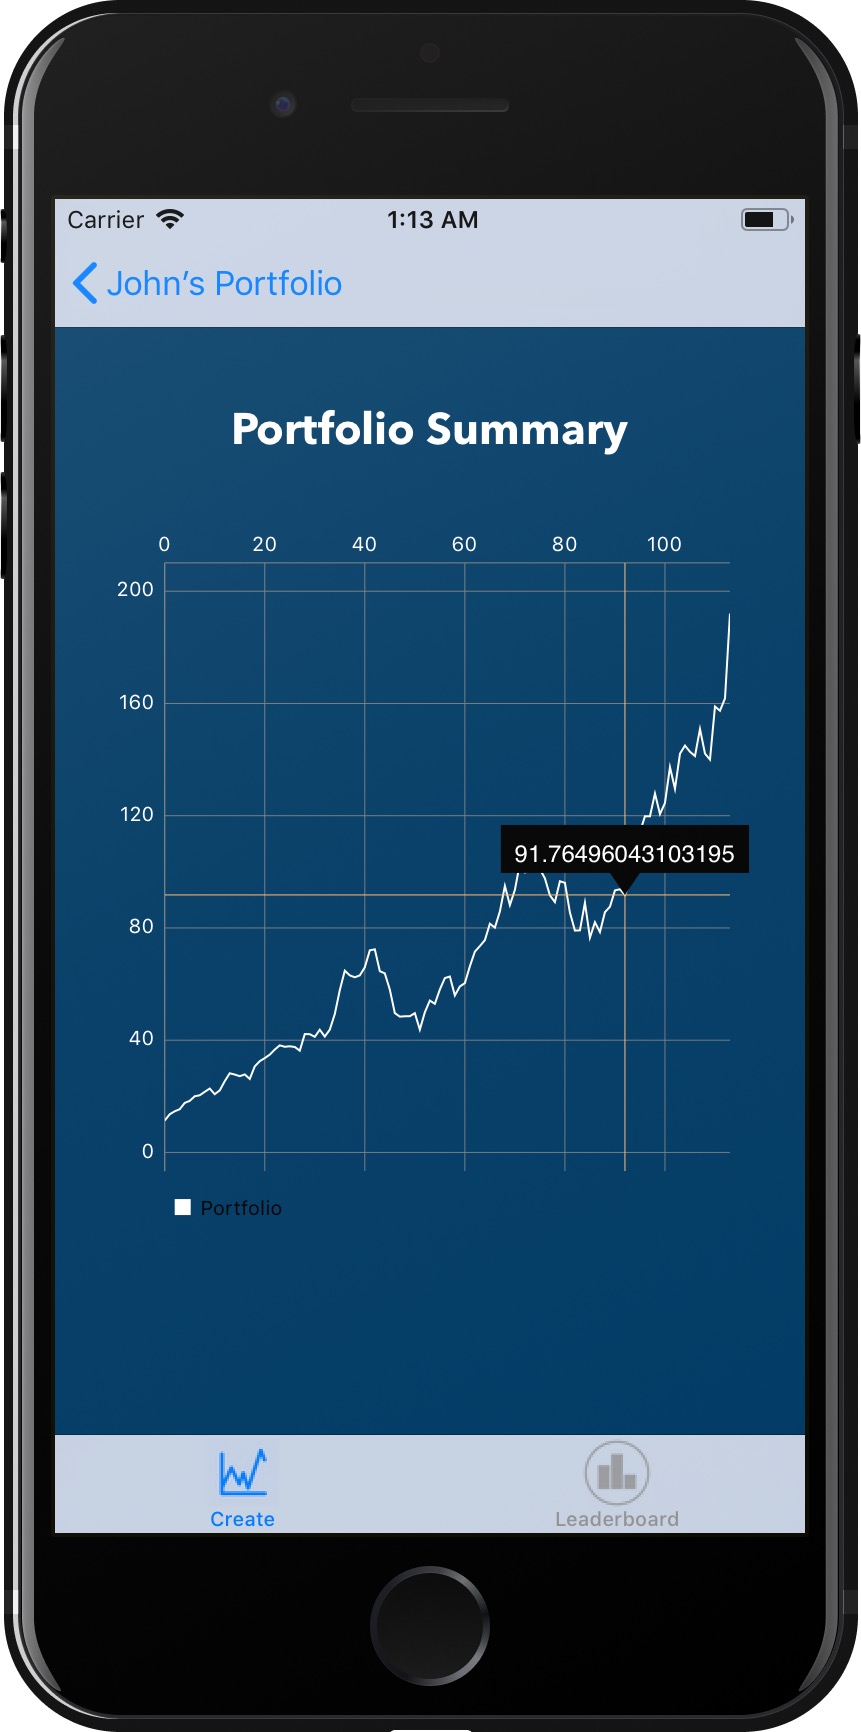 Carrier 1:13 AM
John’s Portfolio
Portfolio Summary
0 20 40 60 80 100
200
160
120
91.76496043103195
80
40
0
Portfolio
Create Leaderboard